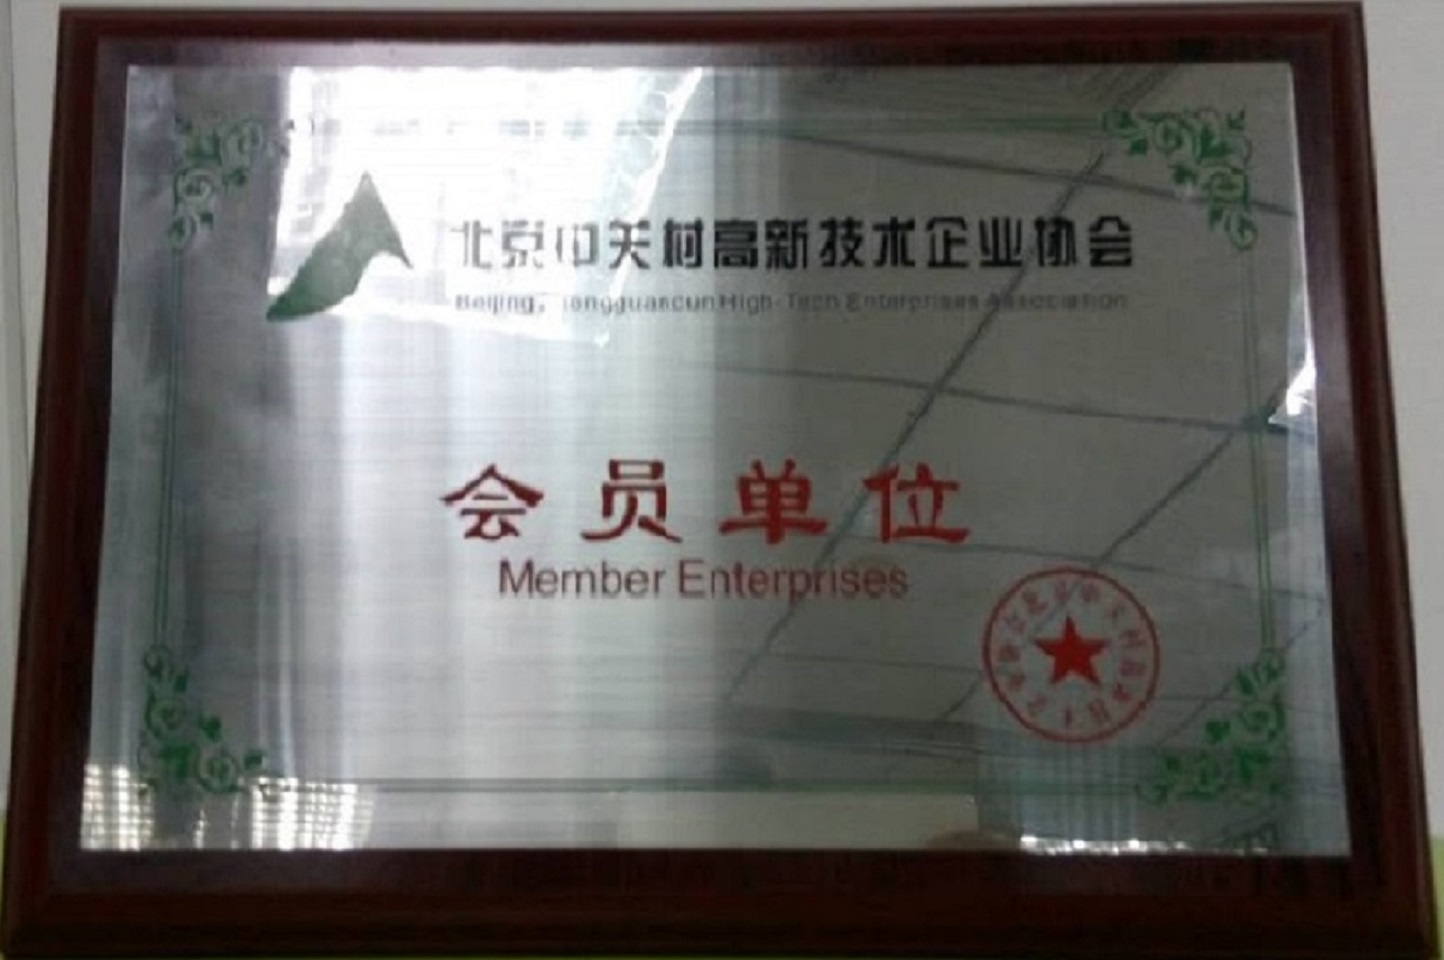 北京中关村高新技术企业协会
Beijing, iongguancun High-Tech Enterprises Association
会员单位
Member Enterprises